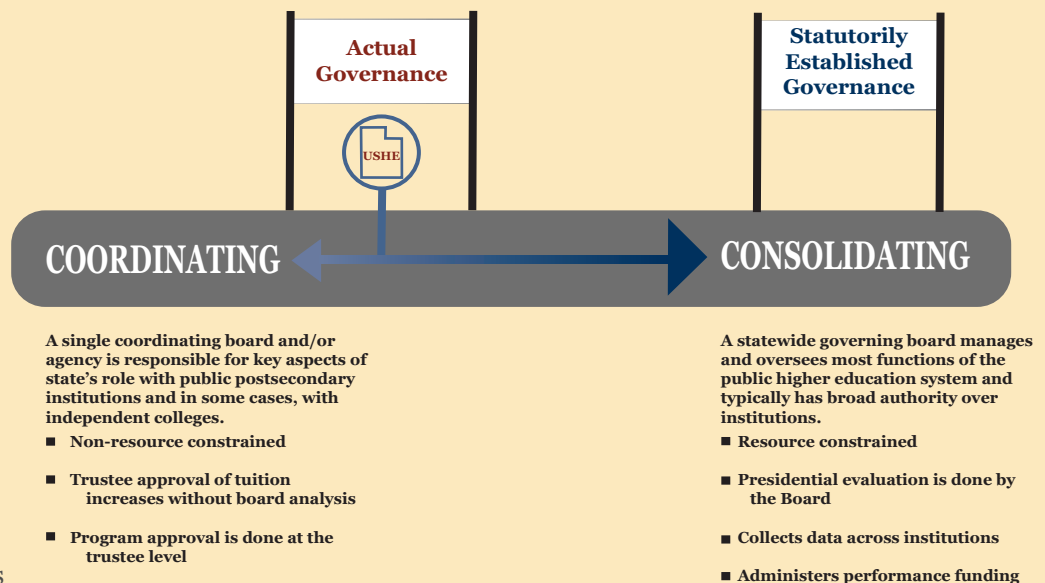 Actual
Governance
Statutorily
Established
Governance
USHE
COORDINATING
CONSOLIDATING
A single coordinating board and/or
agency is responsible for key aspects of
state's role with public postsecondary
institutions and in some cases, with
independent colleges.
■ Non-resource constrained
■ Trustee approval of tuition
increases without board analysis
■ Program approval is done at the
trustee level
A statewide governing board manages
and oversees most functions of the
public higher education system and
typically has broad authority over
institutions.
■ Resource constrained
■ Presidential evaluation is done by
the Board
■ Collects data across institutions
■ Administers performance funding
s